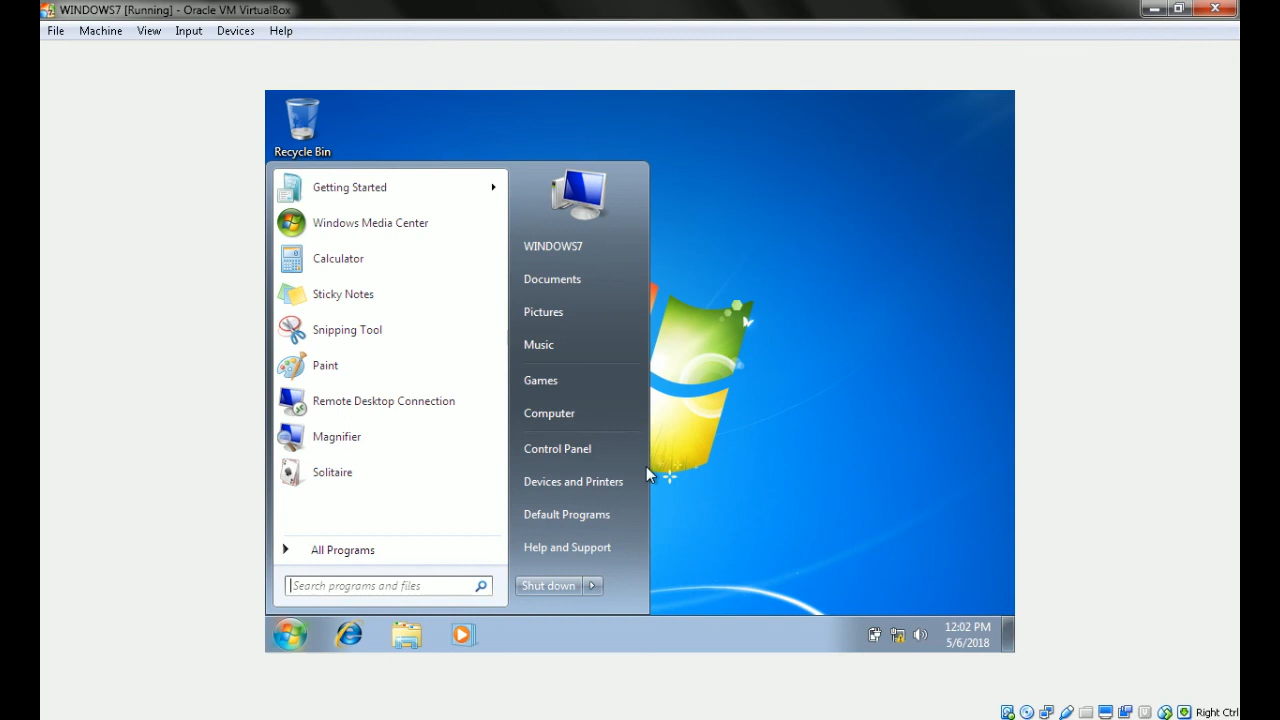 WINDOWS7 [Running] - Oracle VM VirtualBox
File Machine View Input Devices Help
Recycle Bin
Getting Started
Windows Media Center
Calculator
Sticky Notes
Snipping Tool
Paint
Remote Desktop Connection
Magnifier
Solitaire
All Programs
Search programs and files
WINDOWS7
Documents
Pictures
Music
Games
Computer
Control Panel
Devices and Printers
Default Programs
Help and Support
Shut down
12:02 PM
5/6/2018
Right Ctrl